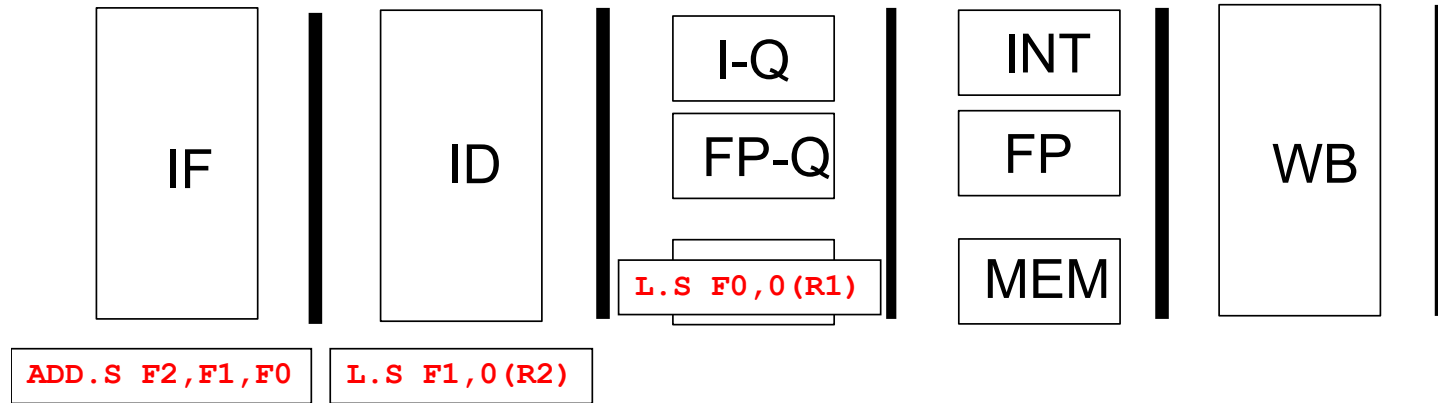 IF
ID
I-Q
FP-Q
L.S F0,0(R1)
INT
FP
MEM
WB
ADD.S F2,F1,F0
L.S F1,0(R2)